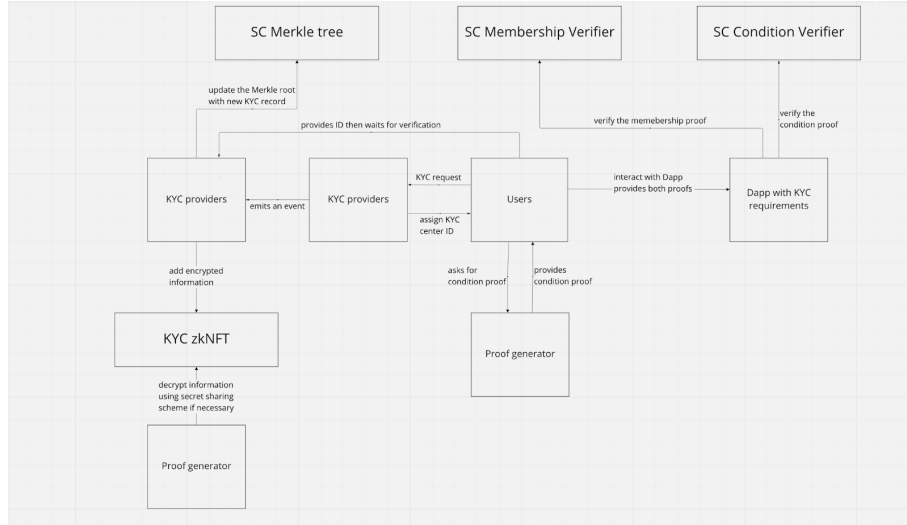 SC Merkle tree
SC Membership Verifier
SC Condition Verifier
update the Merkle root
with new KYC record
provides ID then waits for verification
verify the memebership proof
verify the
condition proof
KYC providers
emits an event
KYC providers
KYC request
assign KYC
center ID
Users
interact with Dapp
provides both proofs
Dapp with KYC
requirements
add encrypted
information
asks for
condition proof
provides
condition proof
KYC zkNFT
Proof generator
decrypt information
using secret sharing
scheme if necessary
Proof generator